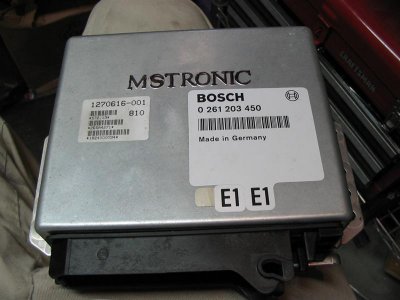 MSTRONIC
1270616-001
810
BOSCH
0 261 203 450
Made in Germany
E1 E1